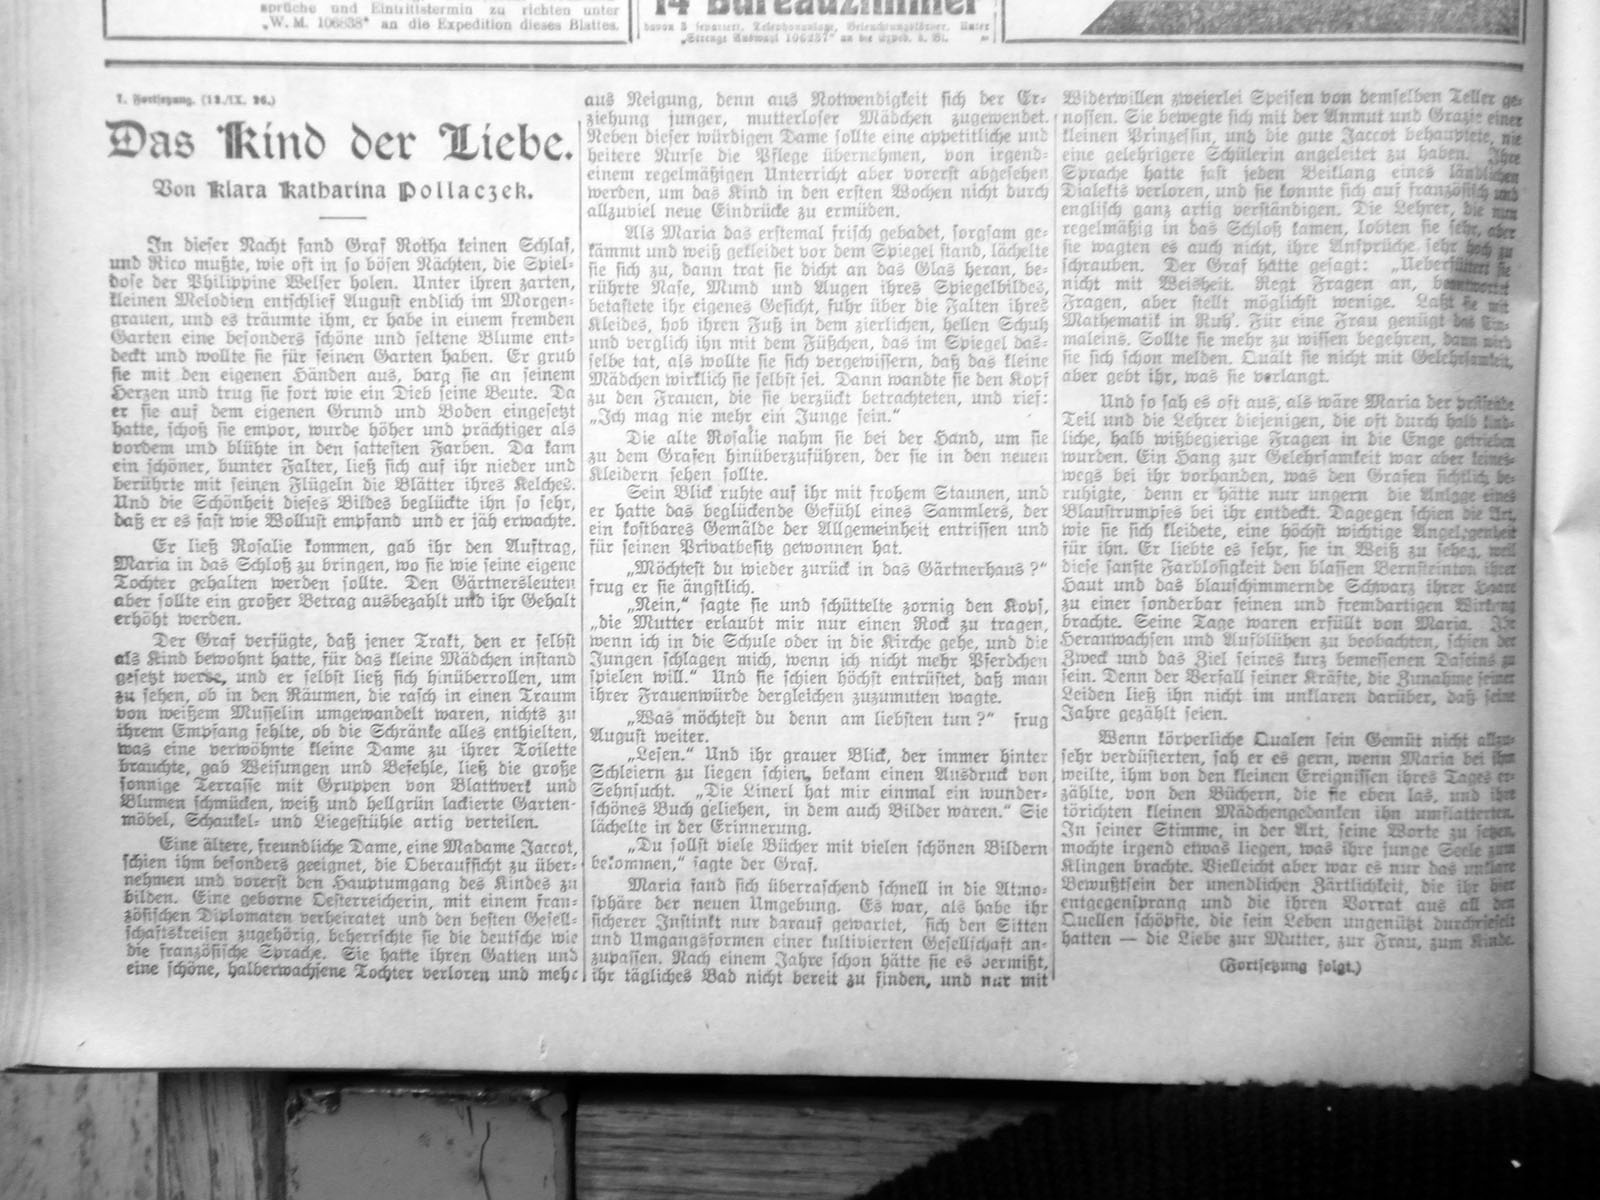 sprüche und Eintrittstermin zu richten unter
„W. M. 106838“ an die Expedition dieses Blattes.
14 Bureauzimmer
davon 3 separiert, Telephonanlage, Beleuchtungskörper, Unter
„Strenge Auswahl 106287“ an die Exped. d. Bl.
7. Fortsetzung. (12./IX. 26.)
Das Kind der Liebe.
Von Klara Katharina Pollaczek.
In dieser Nacht fand Graf Rotha keinen Schlaf,
und Rico mußte, wie oft in so bösen Nächten, die Spiel-
dose der Philippine Welser holen. Unter ihren zarten,
kleinen Melodien entschlief August endlich im Morgen-
grauen, und es träumte ihm, er habe in einem fremden
Garten eine besonders schöne und seltene Blume ent-
deckt und wollte sie für seinen Garten haben. Er grub
sie mit den eigenen Händen aus, barg sie an seinem
Herzen und trug sie fort wie ein Dieb seine Beute. Da
er sie auf dem eigenen Grund und Boden eingesetzt
hatte, schoß sie empor, wurde höher und prächtiger als
vordem und blühte in den sattesten Farben. Da kam
ein schöner, bunter Falter, ließ sich auf ihr nieder und
berührte mit seinen Flügeln die Blätter ihres Kelches.
Und die Schönheit dieses Bildes beglückte ihn so sehr,
daß er es fast wie Wollust empfand und er jäh erwachte.
Er ließ Rosalie kommen, gab ihr den Auftrag,
Maria in das Schloß zu bringen, wo sie wie seine eigene
Tochter gehalten werden sollte. Den Gärtnersleuten
aber sollte ein großer Betrag ausbezahlt und ihr Gehalt
erhöht werden.
Der Graf verfügte, daß jener Trakt, den er selbst
als Kind bewohnt hatte, für das kleine Mädchen instand
gesetzt werde, und er selbst ließ sich hinüberrollen, um
zu sehen, ob in den Räumen, die rasch in einen Traum
von weißem Musselin umgewandelt waren, nichts zu
ihrem Empfang fehlte, ob die Schränke alles enthielten,
was eine verwöhnte kleine Dame zu ihrer Toilette
brauchte, gab Weisungen und Befehle, ließ die große
sonnige Terrasse mit Gruppen von Blattwerk und
Blumen schmücken, weiß und hellgrün lackierte Garten-
möbel, Schaukel- und Liegestühle artig verteilen.
Eine ältere, freundliche Dame, eine Madame Jaccot,
schien ihm besonders geeignet, die Oberaufsicht zu über-
nehmen und vorerst den Hauptumgang des Kindes zu
bilden. Eine geborne Oesterreicherin, mit einem fran-
zösischen Diplomaten verheiratet und den besten Gesell-
schaftskreisen zugehörig, beherrschte sie die deutsche wie
die französische Sprache. Sie hatte ihren Gatten und
eine schöne, halberwachsene Tochter verloren und mehr
aus Neigung, denn aus Notwendigkeit sich der Er-
ziehung junger, mutterloser Mädchen zugewendet.
Neben dieser würdigen Dame sollte eine appetitliche und
heitere Nurse die Pflege übernehmen, von irgend-
einem regelmäßigen Unterricht aber vorerst abgesehen
werden, um das Kind in den ersten Wochen nicht durch
allzuviel neue Eindrücke zu ermüden.
Als Maria das erstemal frisch gebadet, sorgsam ge-
kämmt und weiß gekleidet vor dem Spiegel stand, lächelte
sie sich zu, dann trat sie dicht an das Glas heran, be-
rührte Nase, Mund und Augen ihres Spiegelbildes,
betastete ihr eigenes Gesicht, fuhr über die Falten ihres
Kleides, hob ihren Fuß in dem zierlichen, hellen Schuh
und verglich ihn mit dem Füßchen, das im Spiegel das-
selbe tat, als wollte sie sich vergewissern, daß das kleine
Mädchen wirklich sie selbst sei. Dann wandte sie den Kopf
zu den Frauen, die sie verzückt betrachteten, und rief:
„Ich mag nie mehr ein Junge sein.“
Die alte Rosalie nahm sie bei der Hand, um sie
zu dem Grafen hinüberzuführen, der sie in den neuen
Kleidern sehen sollte.
Sein Blick ruhte auf ihr mit frohem Staunen, und
er hatte das beglückende Gefühl eines Sammlers, der
ein kostbares Gemälde der Allgemeinheit entrissen und
für seinen Privatbesitz gewonnen hat.
„Möchtest du wieder zurück in das Gärtnerhaus?“
frug er sie ängstlich.
„Nein,“ sagte sie und schüttelte zornig den Kopf,
„die Mutter erlaubt mir nur einen Rock zu tragen,
wenn ich in die Schule oder in die Kirche gehe, und die
Jungen schlagen mich, wenn ich nicht mehr Pferdchen
spielen will.“ Und sie schien höchst entrüstet, daß man
ihrer Frauenwürde dergleichen zuzumuten wagte.
„Was möchtest du denn am liebsten tun?“ frug
August weiter.
„Lesen.“ Und ihr grauer Blick, der immer hinter
Schleiern zu liegen schien, bekam einen Ausdruck von
Sehnsucht. „Die Linerl hat mir einmal ein wunder-
schönes Buch geliehen, in dem auch Bilder waren.“ Sie
lächelte in der Erinnerung.
„Du sollst viele Bücher mit vielen schönen Bildern
bekommen,“ sagte der Graf.
Maria fand sich überraschend schnell in die Atmo-
sphäre der neuen Umgebung. Es war, als habe ihr
sicherer Instinkt nur darauf gewartet, sich den Sitten
und Umgangsformen einer kultivierten Gesellschaft an-
zupassen. Nach einem Jahre schon hätte sie es vermißt,
ihr tägliches Bad nicht bereit zu finden, und nur mit
Widerwillen zweierlei Speisen von demselben Teller ge-
nossen. Sie bewegte sich mit der Anmut und Grazie einer
kleinen Prinzessin, und die gute Jaccot behauptete, nie
eine gelehrigere Schülerin angeleitet zu haben. Ihre
Sprache hatte fast jeden Beiklang eines ländlichen
Dialekts verloren, und sie konnte sich auf französisch und
englisch ganz artig verständigen. Die Lehrer, die nun
regelmäßig in das Schloß kamen, lobten sie sehr, aber
sie wagten es auch nicht, ihre Ansprüche sehr hoch zu
schrauben. Der Graf hatte gesagt: „Ueberfüttert sie
nicht mit Weisheit. Regt Fragen an, beantwortet
Fragen, aber stellt möglichst wenige. Laßt sie mit
Mathematik in Ruh'. Für eine Frau genügt das Ein-
maleins. Sollte sie mehr zu wissen begehren, dann wird
sie sich schon melden. Quält sie nicht mit Gelehrsamkeit,
aber gebt ihr, was sie verlangt.
Und so sah es oft aus, als wäre Maria der prüfende
Teil und die Lehrer diejenigen, die oft durch halb kind-
liche, halb wißbegierige Fragen in die Enge getrieben
wurden. Ein Hang zur Gelehrsamkeit war aber keines-
wegs bei ihr vorhanden, was den Grafen sichtlich be-
ruhigte, denn er hätte nur ungern die Anlage eines
Blaustrumpfes bei ihr entdeckt. Dagegen schien die Art,
wie sie sich kleidete, eine höchst wichtige Angelegenheit
für ihn. Er liebte es sehr, sie in Weiß zu sehen, weil
diese sanfte Farblosigkeit den blassen Bernsteinton ihrer
Haut und das blauschimmernde Schwarz ihrer Haare
zu einer sonderbar feinen und fremdartigen Wirkung
brachte. Seine Tage waren erfüllt von Maria. Ihr
Heranwachsen und Aufblühen zu beobachten, schien der
Zweck und das Ziel seines kurz bemessenen Daseins zu
sein. Denn der Verfall seiner Kräfte, die Zunahme seiner
Leiden ließ ihn nicht im unklaren darüber, daß seine
Jahre gezählt seien.
Wenn körperliche Qualen sein Gemüt nicht allzu-
sehr verdüsterten, sah er es gern, wenn Maria bei ihm
weilte, ihm von den kleinen Ereignissen ihres Tages er-
zählte, von den Büchern, die sie eben las, und ihre
törichten kleinen Mädchengedanken ihn umflatterten.
In seiner Stimme, in der Art, seine Worte zu setzen,
mochte irgend etwas liegen, was ihre junge Seele zum
Klingen brachte. Vielleicht aber war es nur das unklare
Bewußtsein der unendlichen Zärtlichkeit, die ihr hier
entgegensprang und die ihren Vorrat aus all den
Quellen schöpfte, die sein Leben ungenützt durchrieselt
hatten — die Liebe zur Mutter, zur Frau, zum Kinde.
(Fortsetzung folgt.)